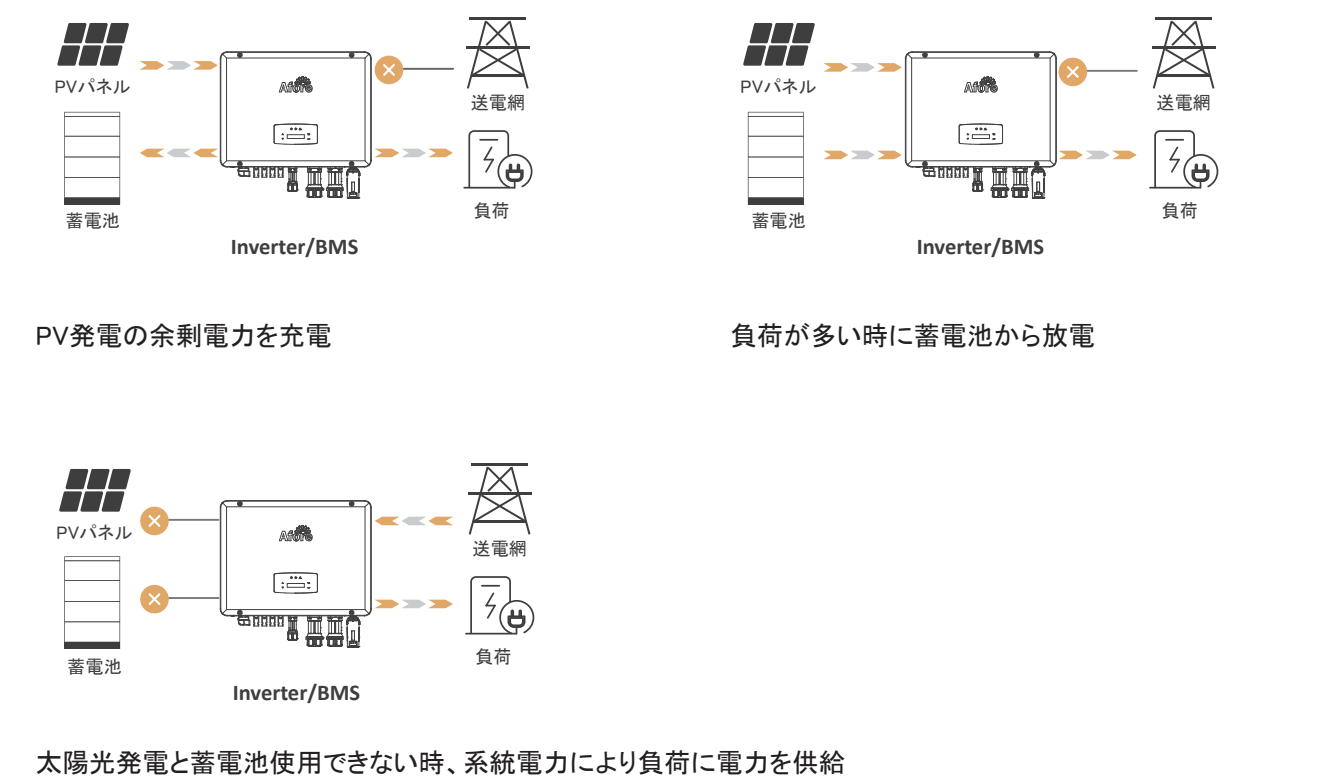 PVパネル
Afore
送電網
蓄電池
負荷
Inverter/BMS
PV発電の余剰電力を充電
PVパネル
Afore
送電網
蓄電池
負荷
Inverter/BMS
負荷が多い時に蓄電池から放電
PVパネル
Afore
送電網
蓄電池
負荷
Inverter/BMS
太陽光発電と蓄電池使用できない時、系統電力により負荷に電力を供給